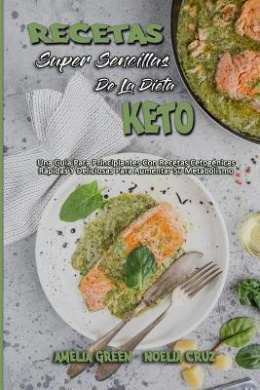 RECETAS
Super Sencillas
De La Dieta
KETO
Una Guía Para Principiantes Con Recetas Cetogénicas
Rápidas Y Deliciosas Para Aumentar Su Metabolismo
AMELIA GREEN NOELIA CRUZ